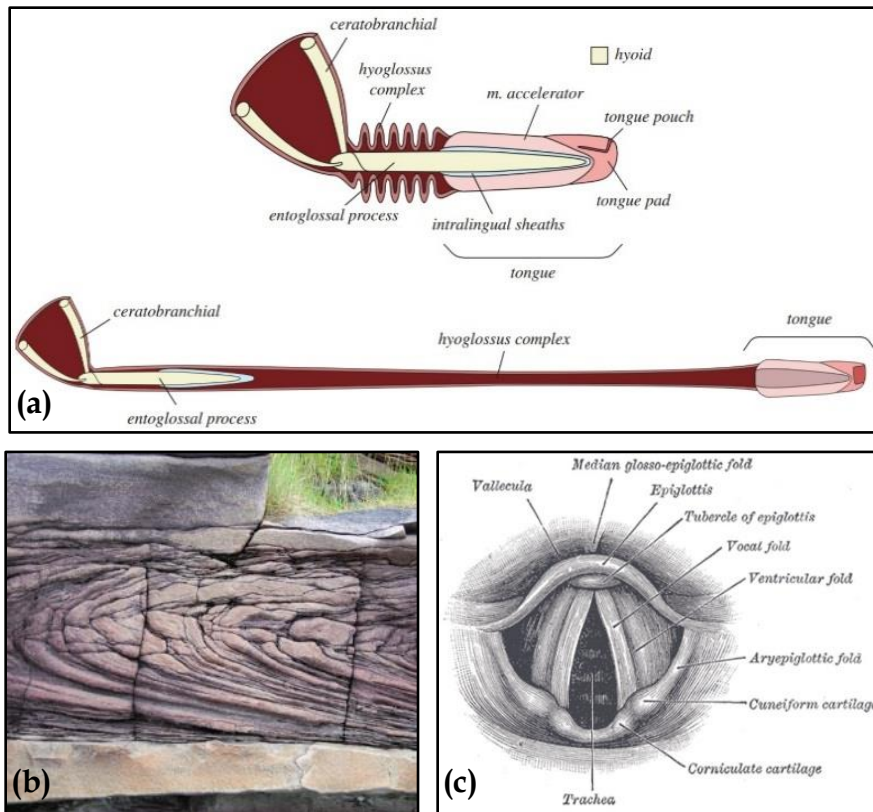 ceratobranchial
hyoglossus
complex
hyoid
m. accelerator
tongue pouch
entoglossal process
intralingual sheaths
tongue pad
tongue
ceratobranchial
hyoglossus complex
tongue
entoglossal process
(a)
(b)
Median glosso-epiglottic fold
Vallecula
Epiglottis
Tubercle of epiglottis
Vocal fold
Ventricular fold
Aryepiglottic fold
Cuneiform cartilage
Corniculate cartilage
Trachea
(c)